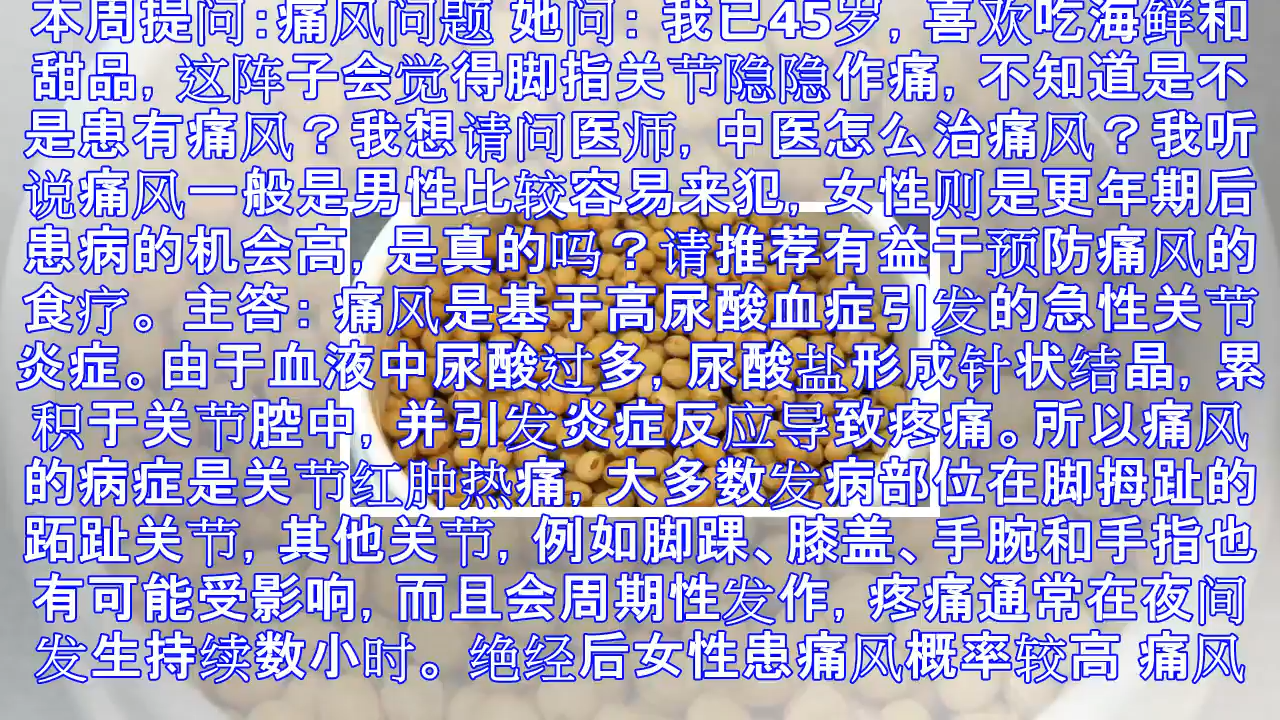 本周提问:痛风问题 她问：我已45岁，喜欢吃海鲜和
甜品，这阵子会觉得脚指关节隐隐作痛，不知道是不
是患有痛风？我想请问医师，中医怎么治痛风？我听
说痛风一般是男性比较容易来犯，女性则是更年期后
患病的机会高，是真的吗？请推荐有益于预防痛风的
食疗。主答：痛风是基于高尿酸血症引发的急性关节
炎症。由于血液中尿酸过多，尿酸盐形成针状结晶，累
积于关节腔中，并引发炎症反应导致疼痛。所以痛风
的病症是关节红肿热痛，大多数发病部位在脚拇趾的
跖趾关节，其他关节，例如脚踝、膝盖、手腕和手指也
有可能受影响，而且会周期性发作，疼痛通常在夜间
发生持续数小时。绝经后女性患痛风概率较高 痛风